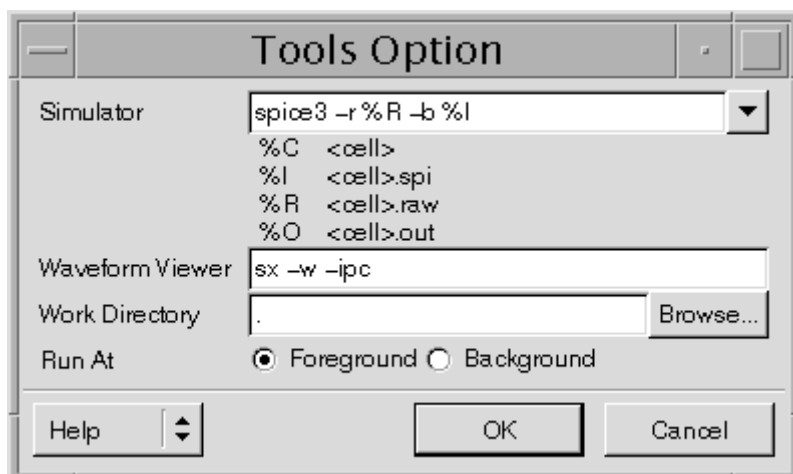 Tools Option
Simulator spice3 –r %R –b %I
%C <cell>
%I <cell>.spi
%R <cell>.raw
%O <cell>.out
Waveform Viewer sx –w –ipc
Work Directory . Browse...
Run At Foreground Background
Help OK Cancel